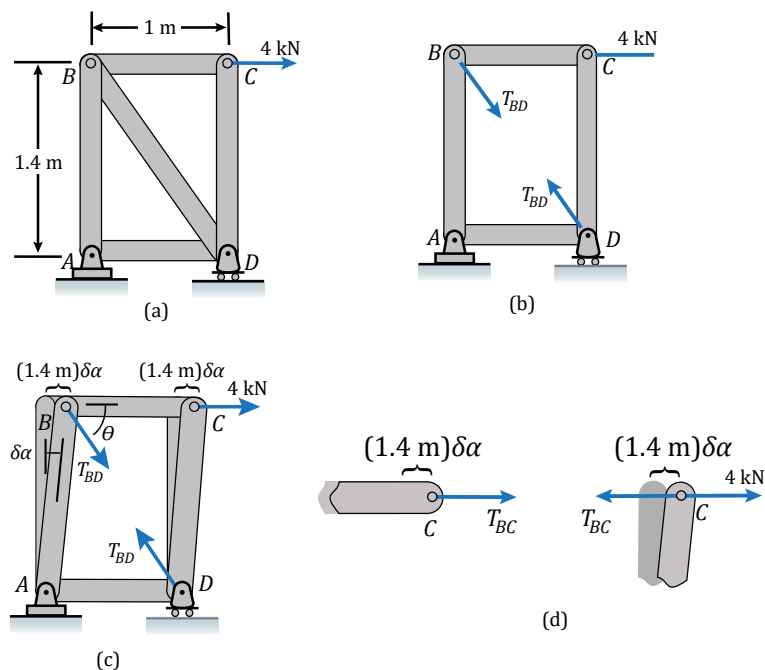 1 m
4 kN
B
C
1.4 m
A
D
(a)
B
4 kN
C
T_BD
T_BD
A
D
(b)
(1.4 m)δα
(1.4 m)δα
4 kN
B
C
θ
δα
T_BD
T_BD
A
D
(c)
(1.4 m)δα
C
T_BC
(1.4 m)δα
4 kN
T_BC
C
(d)